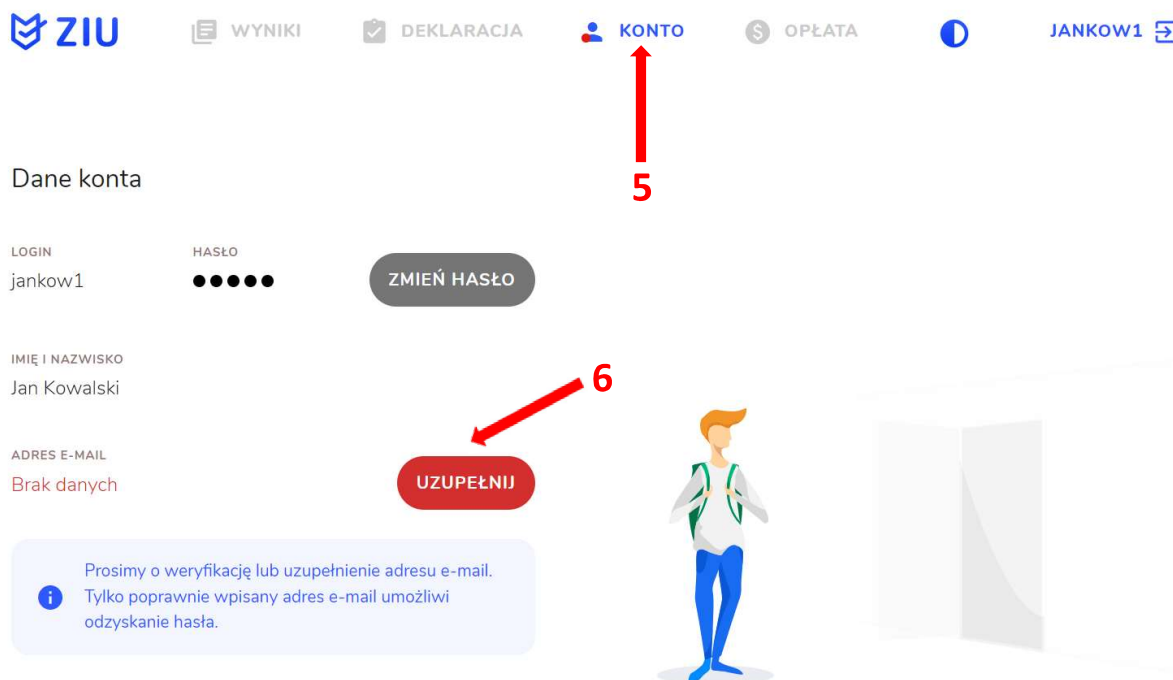 ZIU WYNIKI DEKLARACJA KONTO OPŁATA JANKOW1
5
Dane konta
LOGIN HASŁO
jankow1 ●●●●● ZMIEŃ HASŁO
IMIĘ I NAZWISKO
Jan Kowalski
6
ADRES E-MAIL
Brak danych UZUPEŁNIJ
Prosimy o weryfikację lub uzupełnienie adresu e-mail.
Tylko poprawnie wpisany adres e-mail umożliwi
odzyskanie hasła.